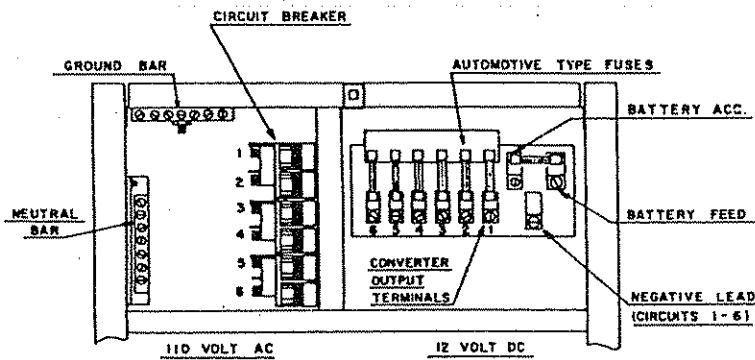 CIRCUIT BREAKER
GROUND BAR
AUTOMOTIVE TYPE FUSES
BATTERY ACC.
1
2
3
4
5
6
NEUTRAL
BAR
6 5 4 3 2 1
BATTERY FEED
CONVERTER
OUTPUT
TERMINALS
NEGATIVE LEAD
(CIRCUITS 1-6)
110 VOLT AC
12 VOLT DC